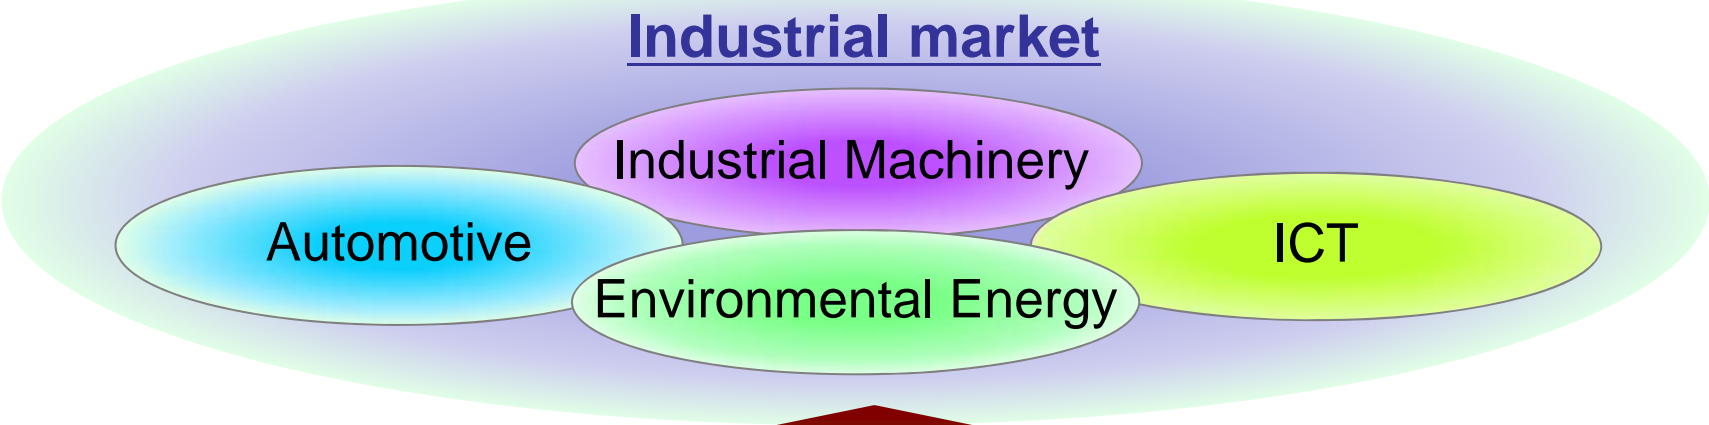 Industrial market
Industrial Machinery
Automotive
ICT
Environmental Energy